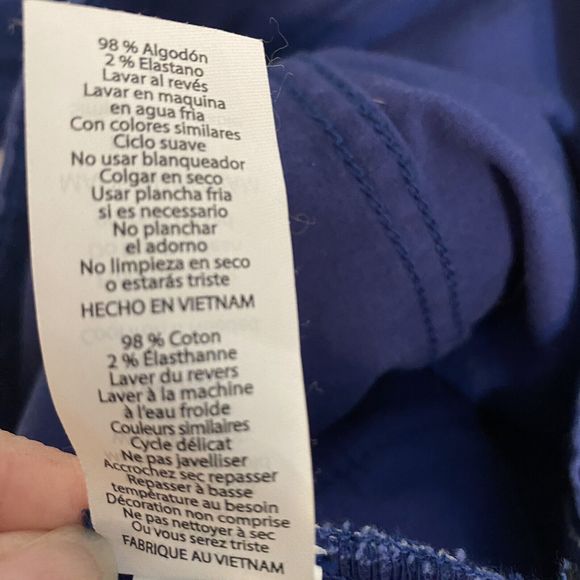 98 % Algodón
2 % Elastano
Lavar al revés
Lavar en maquina
en agua fria
Con colores similares
Ciclo suave
No usar blanqueador
Colgar en seco
Usar plancha fria
si es necessario
No planchar
el adorno
No limpieza en seco
o estarás triste
HECHO EN VIETNAM
98 % Coton
2 % Élasthanne
Laver du revers
Laver à la machine
à l'eau froide
Couleurs similaires
Cycle délicat
Ne pas javelliser
Accrochez sec repasser
Repasser à basse
température au besoin
Décoration non comprise
Ne pas nettoyer à sec
Ou vous serez triste
FABRIQUE AU VIETNAM